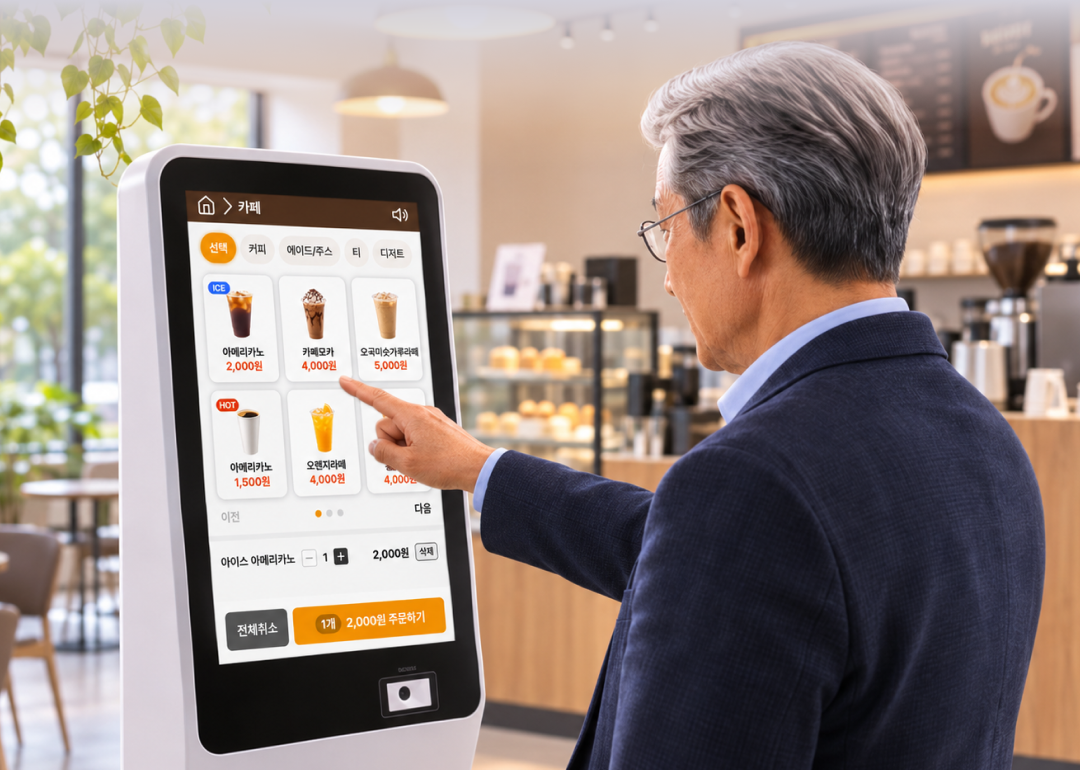 카페
선택 커피 에이드/주스 티 디저트
ICE
아메리카노 카페모카 오곡미숫가루라떼
2,000원 4,000원 5,000원
HOT
아메리카노 오렌지라떼
1,500원 4,000원 4,000원
이전 다음
아이스 아메리카노 − 1 + 2,000원 삭제
전체취소 1개 2,000원 주문하기